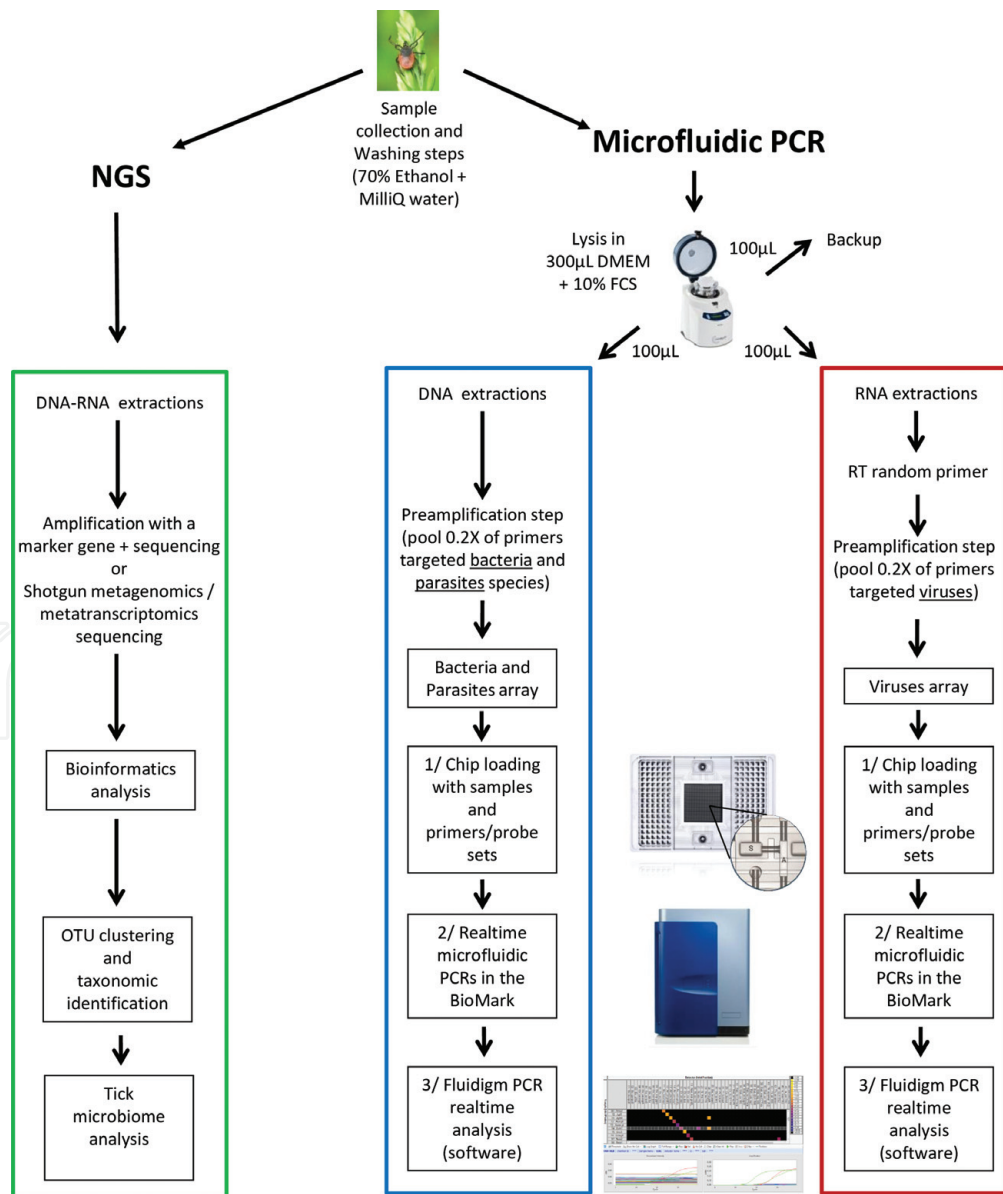 Sample
collection and
Washing steps
(70% Ethanol +
MilliQ water)
NGS
Microfluidic PCR
Lysis in
300µL DMEM
+ 10% FCS
100µL
Backup
100µL
100µL
DNA-RNA extractions
Amplification with a
marker gene + sequencing
or
Shotgun metagenomics /
metatranscriptomics
sequencing
Bioinformatics
analysis
OTU clustering
and
taxonomic
identification
Tick
microbiome
analysis
DNA extractions
Preamplification step
(pool 0.2X of primers
targeted bacteria and
parasites species)
Bacteria and
Parasites array
1/ Chip loading
with samples
and
primers/probe
sets
2/ Realtime
microfluidic
PCRs in the
BioMark
3/ Fluidigm PCR
realtime
analysis
(software)
S
A
RNA extractions
RT random primer
Preamplification step
(pool 0.2X of primers
targeted viruses)
Viruses array
1/ Chip loading
with samples
and
primers/probe
sets
2/ Realtime
microfluidic
PCRs in the
BioMark
3/ Fluidigm PCR
realtime
analysis
(software)